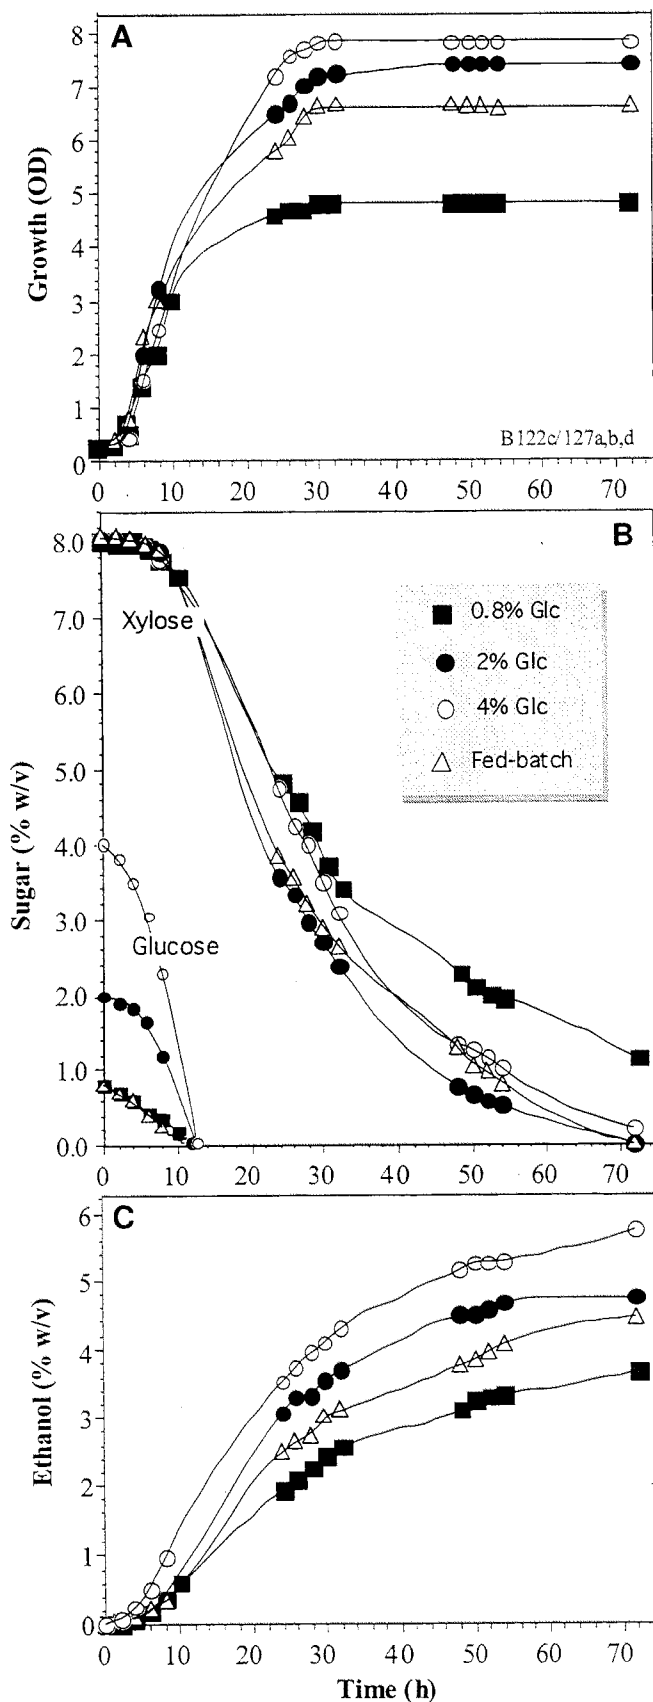 A
8
7
6
5
4
3
2
1
0
Growth (OD)
B122c/127a,b,d
0 10 20 30 40 50 60 70
B
8.0
7.0
6.0
5.0
4.0
3.0
2.0
1.0
0.0
Sugar (% w/v)
Xylose
Glucose
0.8% Glc
2% Glc
4% Glc
Fed-batch
0 10 20 30 40 50 60 70
C
6
5
4
3
2
1
0
Ethanol (% w/v)
0 10 20 30 40 50 60 70
Time (h)